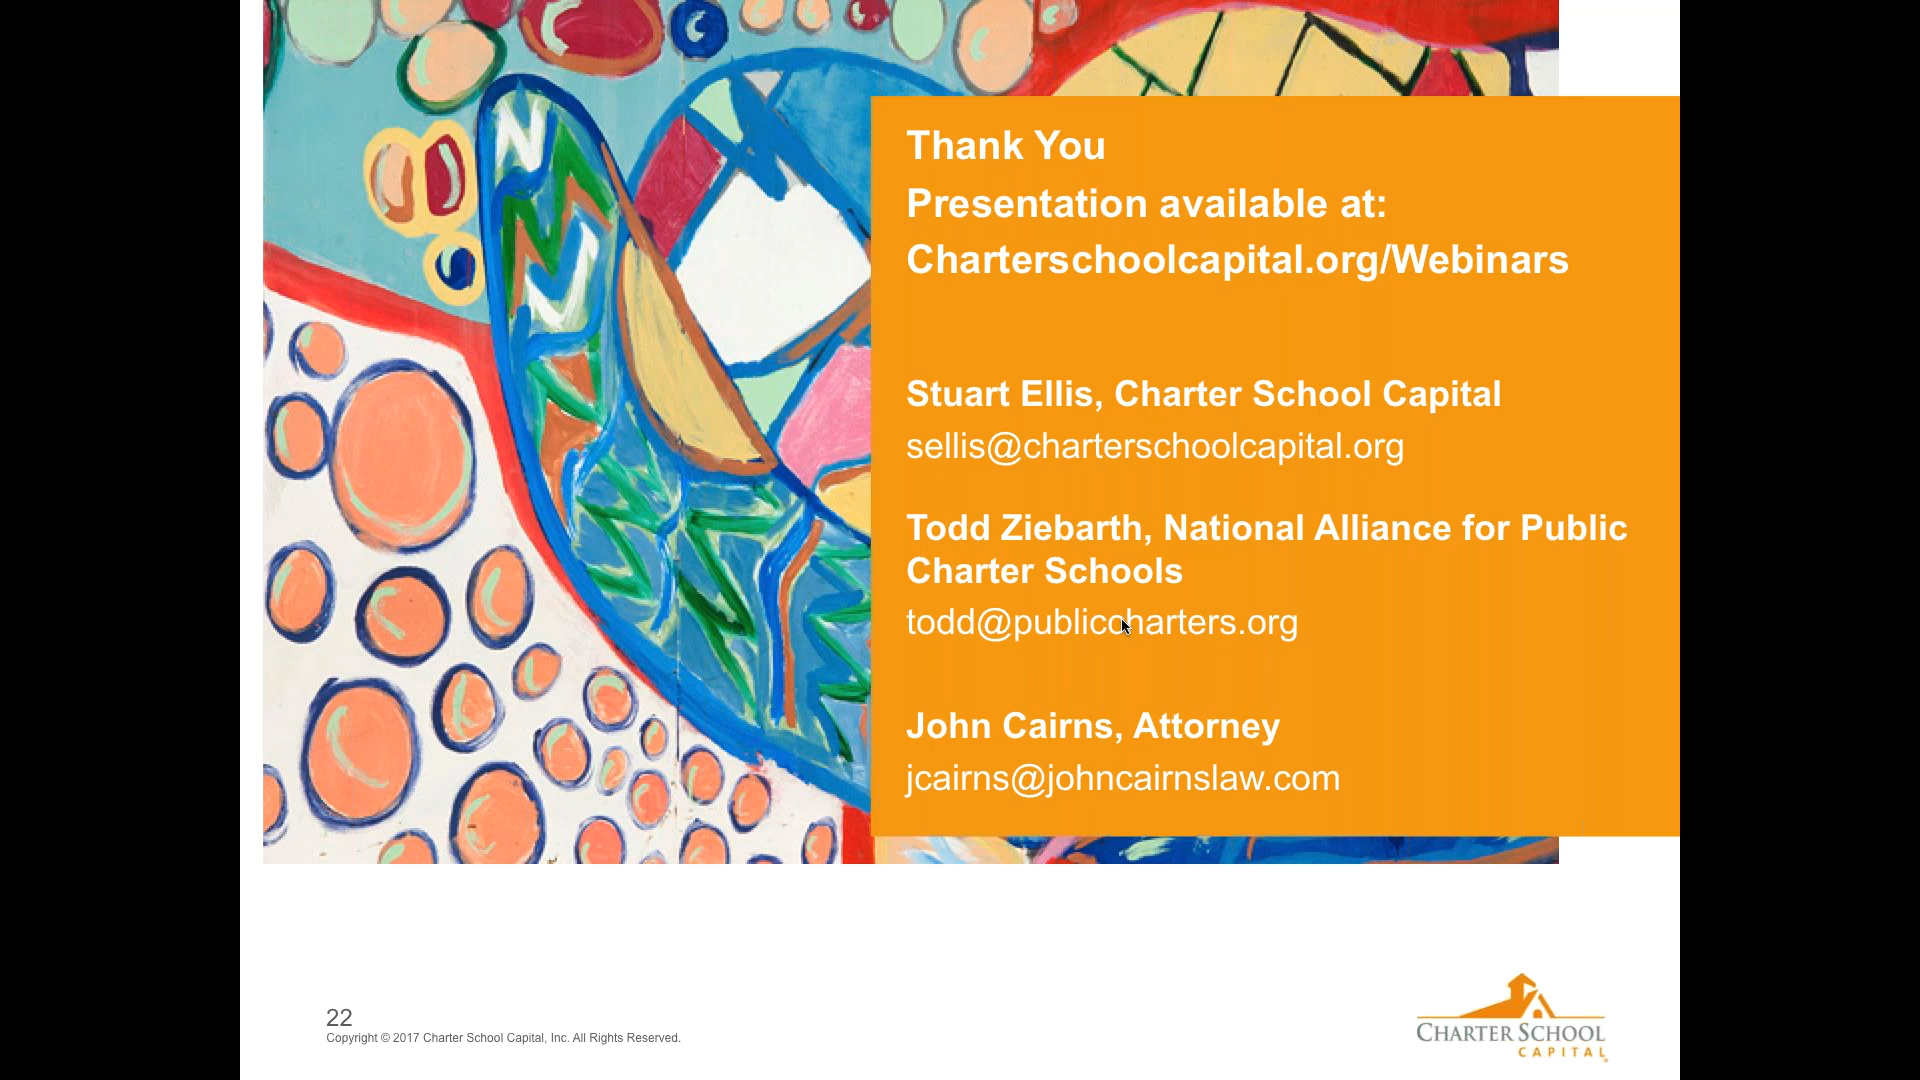 Thank You
Presentation available at:
Charterschoolcapital.org/Webinars
Stuart Ellis, Charter School Capital
sellis@charterschoolcapital.org
Todd Ziebarth, National Alliance for Public
Charter Schools
todd@publiccharters.org
John Cairns, Attorney
jcairns@johncairnslaw.com
22
Copyright © 2017 Charter School Capital, Inc. All Rights Reserved.
CHARTER SCHOOL
CAPITAL